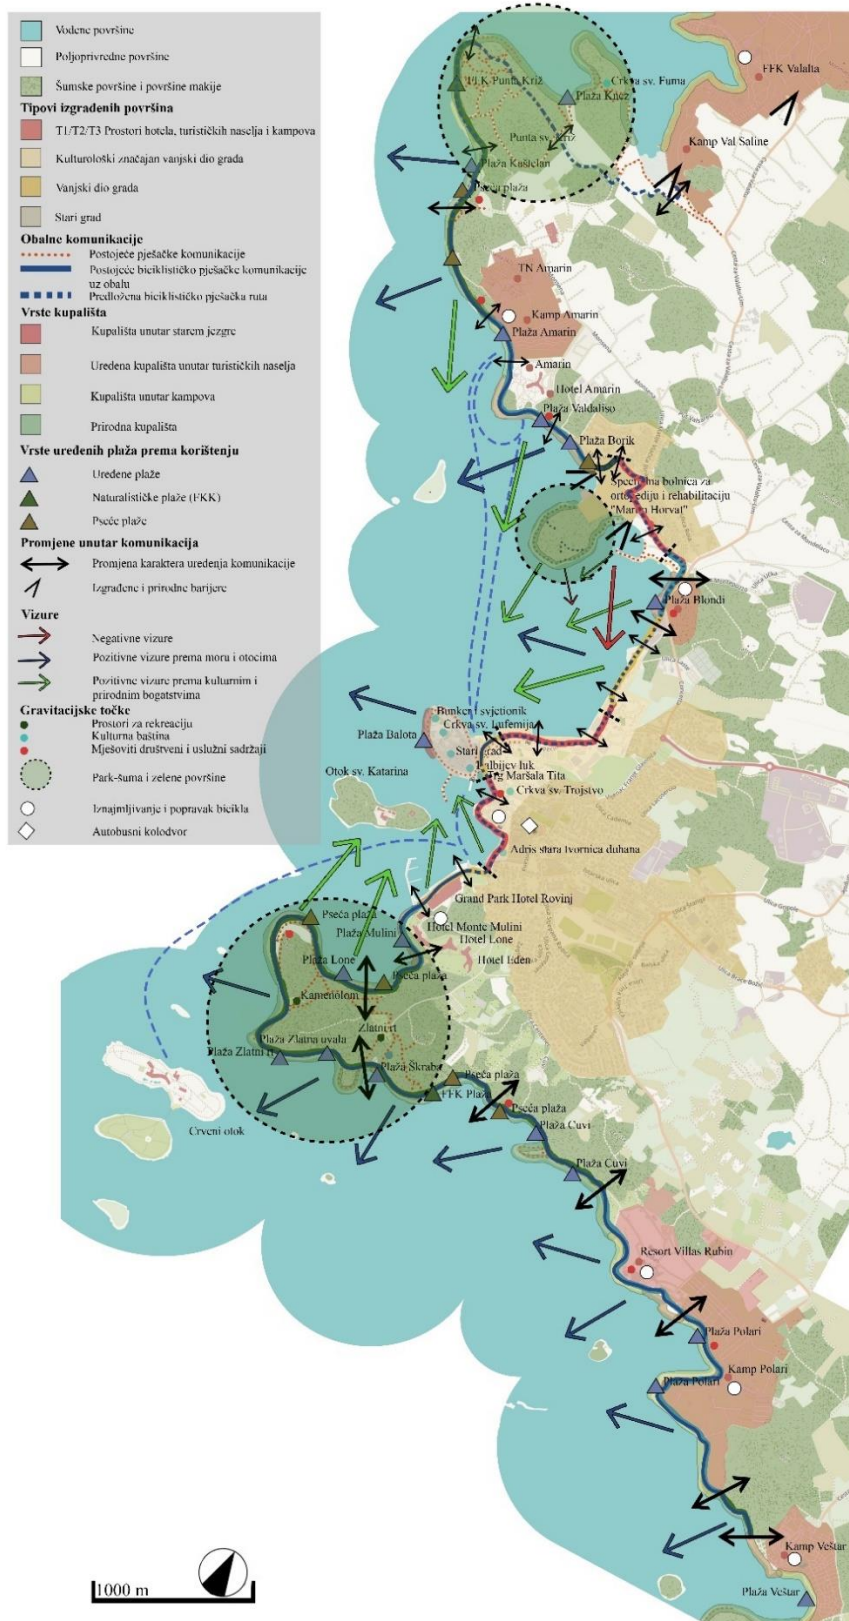 Vodene površine
Poljoprivredne površine
Šumske površine i površine makije
Tipovi izgrađenih površina
T1/T2/T3 Prostori hotela, turističkih naselja i kampova
Kulturološki značajan vanjski dio grada
Vanjski dio grada
Stari grad
Obalne komunikacije
Postojeće pješačke komunikacije
Postojeće biciklističko pješačke komunikacije
uz obalu
Predložena biciklističko pješačka ruta
Vrste kupališta
Kupališta unutar starem jezgre
Uređena kupališta unutar turističkih naselja
Kupališta unutar kampova
Prirodna kupališta
Vrste uređenih plaža prema korištenju
Uređene plaže
Naturalističke plaže (FKK)
Pseće plaže
Promjene unutar komunikacija
Promjena karaktera uređenja komunikacije
Izgrađene i prirodne barijere
Vizure
Negativne vizure
Pozitivne vizure prema moru i otocima
Pozitivne vizure prema kulturnim i
prirodnim bogatstvima
Gravitacijske točke
Prostori za rekreaciju
Kulturna baština
Mješoviti društveni i uslužni sadržaji
Park-šuma i zelene površine
Iznajmljivanje i popravak bicikla
Autobusni kolodvor
FFK Valalta
Punta Križ
Crkva sv. Fuma
Plaža Knez
Punta sv. Križ
Kamp Val Saline
Plaža Kaštelan
Pseća plaža
TN Amarin
Kamp Amarin
Plaža Amarin
Amarin
Hotel Amarin
Plaža Valdaliso
Plaža Borik
Specijalna bolnica za
ortopediju i rehabilitaciju
"Martin Horvat"
Plaža Blondi
Bunker i svjetionik
Crkva sv. Eufemija
Plaža Balota
Stari grad
Balbijev luk
Trg Maršala Tita
Otok sv. Katarina
Crkva sv. Trojstvo
Adris stara tvornica duhana
Grand Park Hotel Rovinj
Pseća plaža
Hotel Monte Mulini
Plaža Mulini
Hotel Lone
Plaža Lone
Hotel Eden
Pseća plaža
Kamenolom
Zlatni rt
Plaža Zlatna uvala
Plaža Zlatni rt
Plaža Škraba
Pseća plaža
FFK Plaža
Pseća plaža
Crveni otok
Plaža Cuvi
Plaža Cuvi
Resort Villas Rubin
Plaža Polari
Kamp Polari
Plaža Polari
Kamp Veštar
Plaža Veštar
1000 m